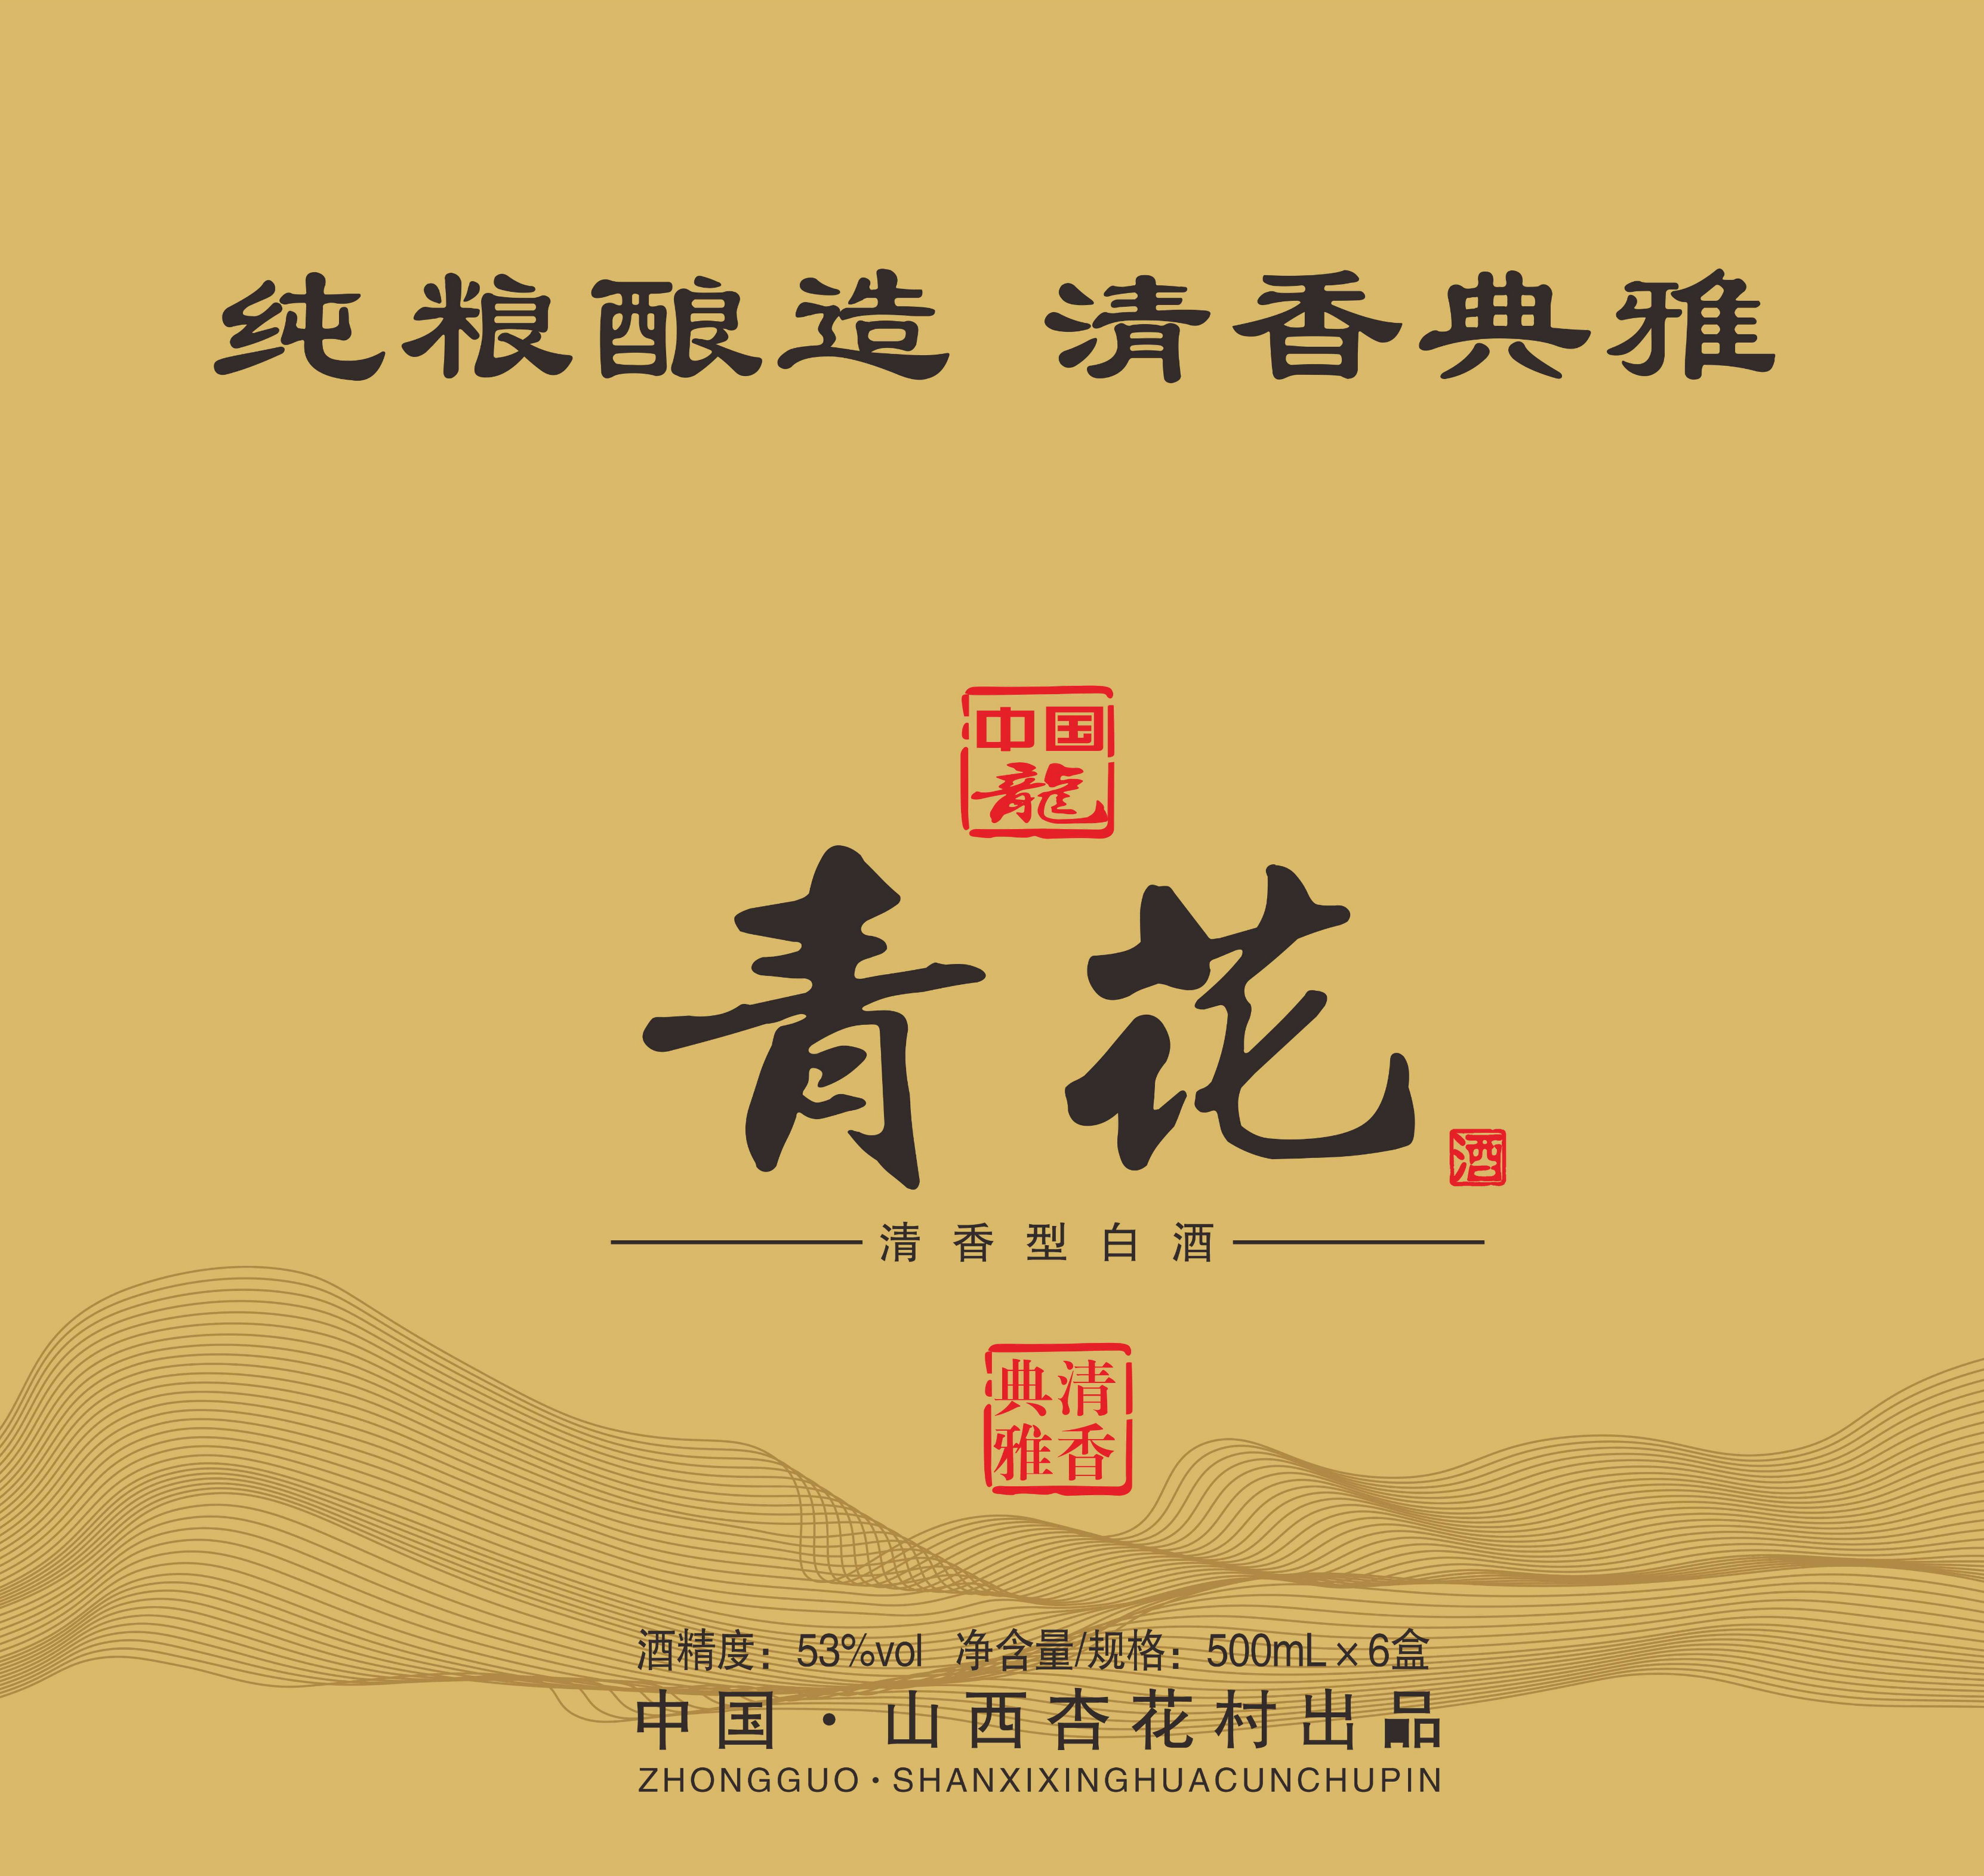 纯粮酿造 清香典雅
中国
龍
青花
酒
清香型白酒
清香
典雅
酒精度：53%vol 净含量/规格：500mL×6盒
中国·山西杏花村出品
ZHONGGUO·SHANXIXINGHUACUNCHUPIN